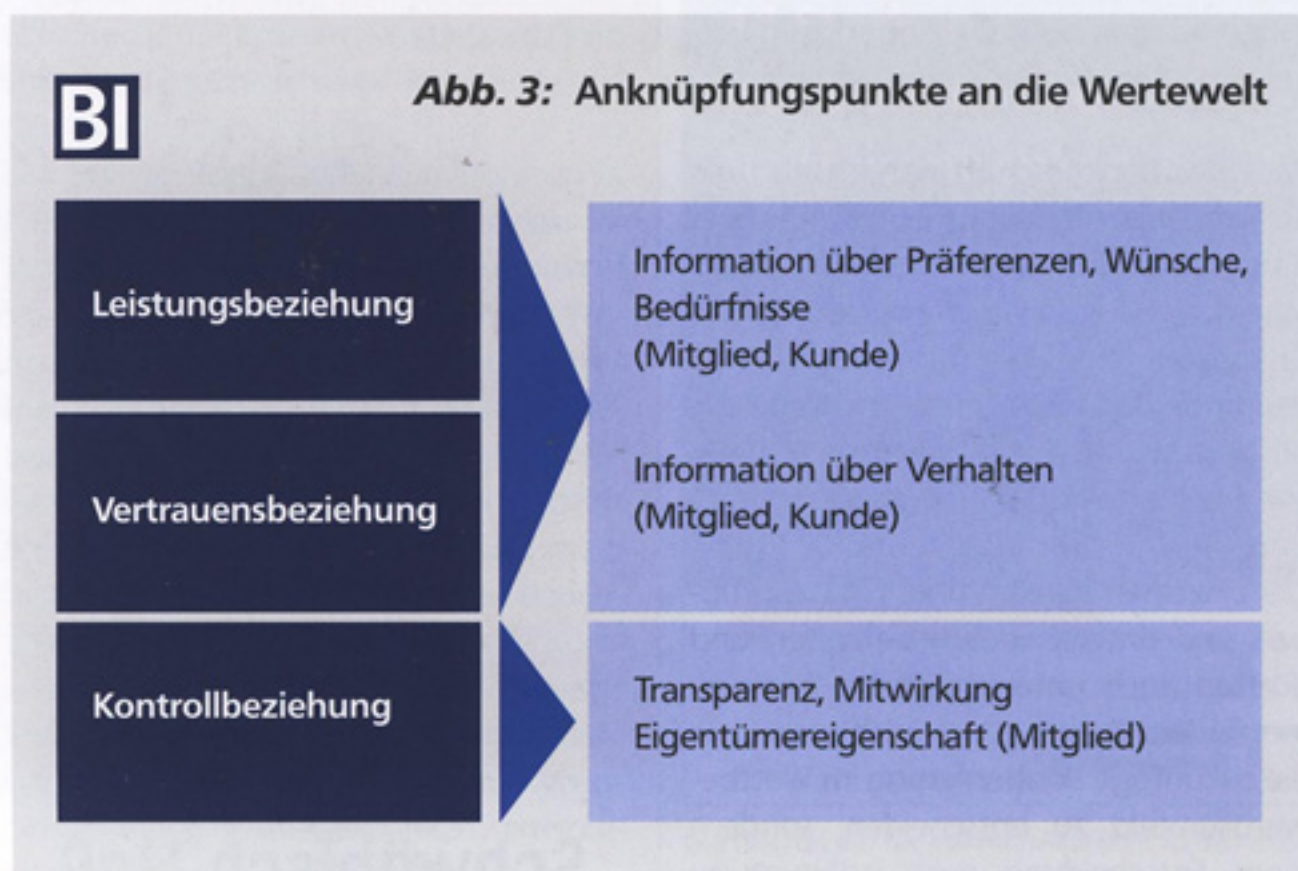 BI
Abb. 3: Anknüpfungspunkte an die Wertewelt
Leistungsbeziehung
Information über Präferenzen, Wünsche,
Bedürfnisse
(Mitglied, Kunde)
Vertrauensbeziehung
Information über Verhalten
(Mitglied, Kunde)
Kontrollbeziehung
Transparenz, Mitwirkung
Eigentümereigenschaft (Mitglied)